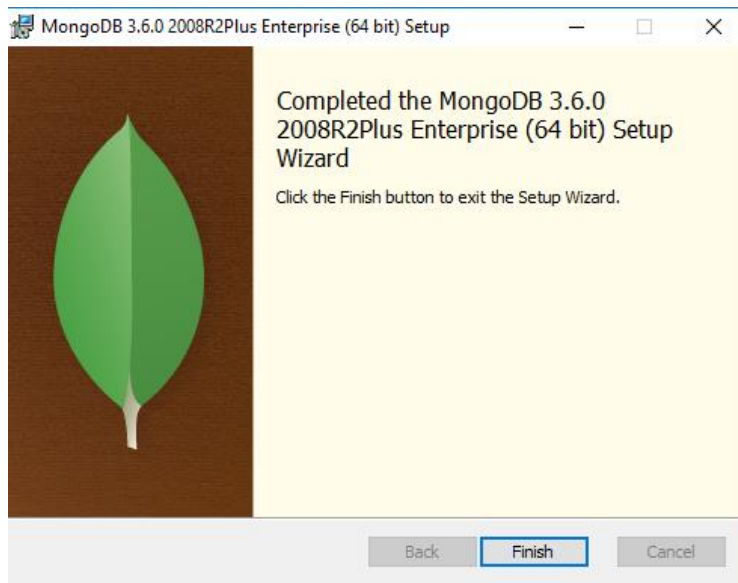 MongoDB 3.6.0 2008R2Plus Enterprise (64 bit) Setup
Completed the MongoDB 3.6.0
2008R2Plus Enterprise (64 bit) Setup
Wizard
Click the Finish button to exit the Setup Wizard.
Back Finish Cancel